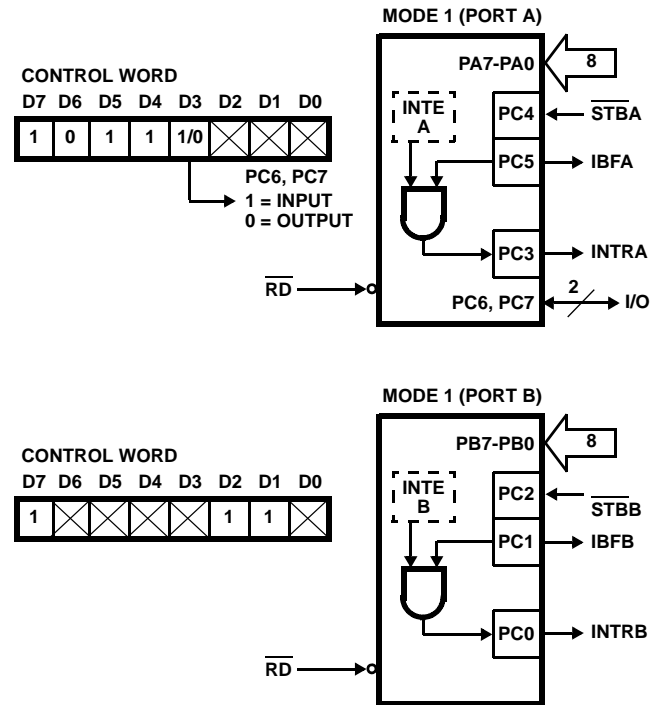 MODE 1 (PORT A)
CONTROL WORD
D7 D6 D5 D4 D3 D2 D1 D0
1 0 1 1 1/0
PC6, PC7
1 = INPUT
0 = OUTPUT
RD
PA7-PA0
8
INTE
A
PC4
STBA
PC5
IBFA
PC3
INTRA
PC6, PC7
2
I/O
MODE 1 (PORT B)
CONTROL WORD
D7 D6 D5 D4 D3 D2 D1 D0
1 1 1
RD
PB7-PB0
8
INTE
B
PC2
STBB
PC1
IBFB
PC0
INTRB